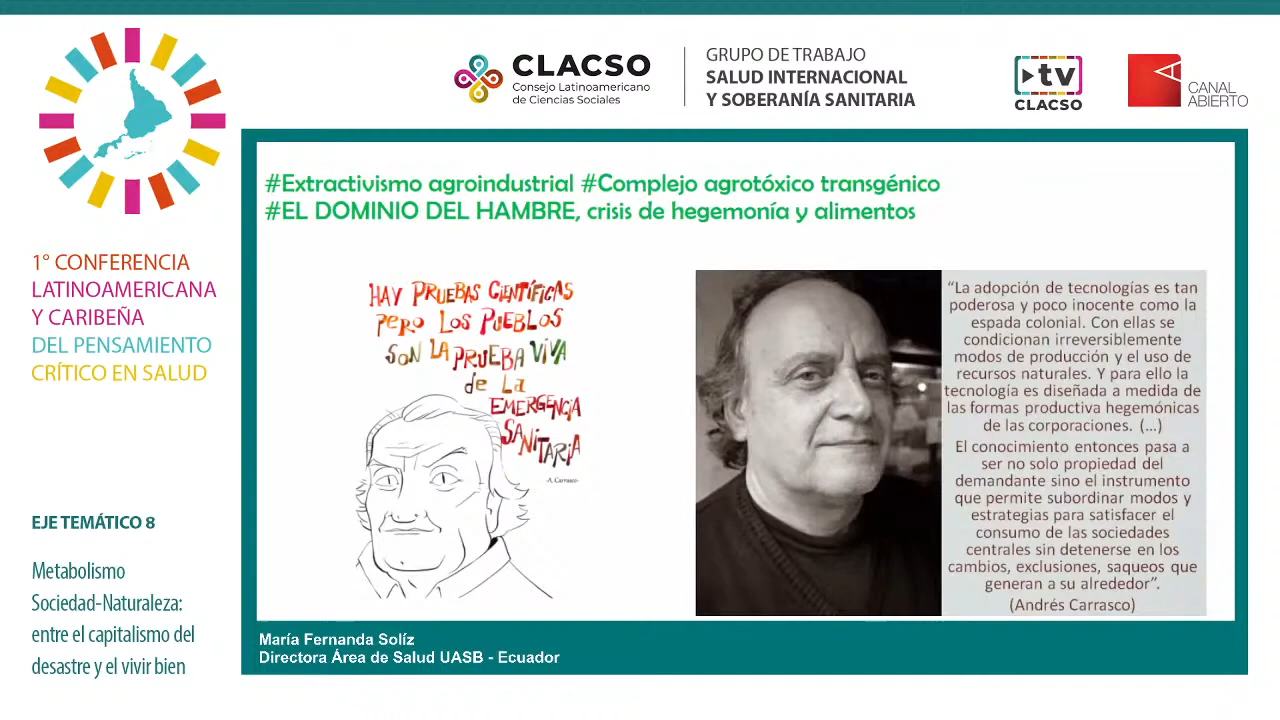 CLACSO
Consejo Latinoamericano
de Ciencias Sociales
GRUPO DE TRABAJO
SALUD INTERNACIONAL
Y SOBERANÍA SANITARIA
tv
CLACSO
CANAL
ABIERTO
1° CONFERENCIA
LATINOAMERICANA
Y CARIBEÑA
DEL PENSAMIENTO
CRÍTICO EN SALUD
EJE TEMÁTICO 8
Metabolismo
Sociedad-Naturaleza:
entre el capitalismo del
desastre y el vivir bien
#Extractivismo agroindustrial #Complejo agrotóxico transgénico
#EL DOMINIO DEL HAMBRE, crisis de hegemonía y alimentos
HAY PRUEBAS CIENTÍFICAS
PERO LOS PUEBLOS
SON LA PRUEBA VIVA
de La
EMERGENCIA
SANITARIA
-A. Carrasco-
“La adopción de tecnologías es tan
poderosa y poco inocente como la
espada colonial. Con ellas se
condicionan irreversiblemente
modos de producción y el uso de
recursos naturales. Y para ello la
tecnología es diseñada a medida de
las formas productiva hegemónicas
de las corporaciones. (...)
El conocimiento entonces pasa a
ser no solo propiedad del
demandante sino el instrumento
que permite subordinar modos y
estrategias para satisfacer el
consumo de las sociedades
centrales sin detenerse en los
cambios, exclusiones, saqueos que
generan a su alrededor”.
(Andrés Carrasco)
María Fernanda Solíz
Directora Área de Salud UASB - Ecuador